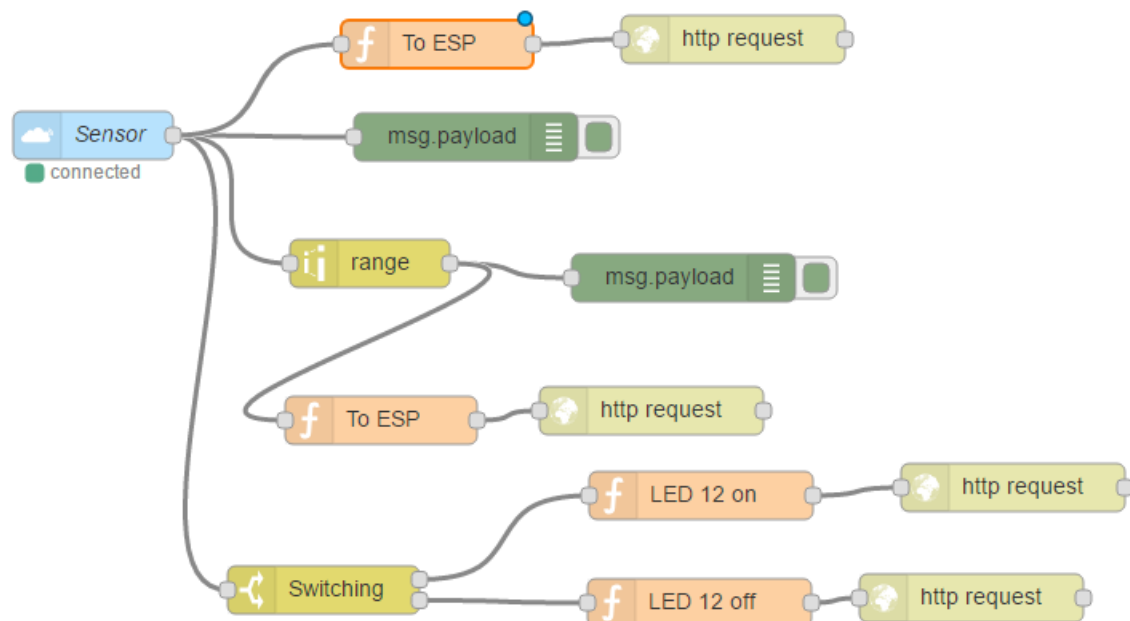 To ESP
http request
Sensor
connected
msg.payload
range
msg.payload
To ESP
http request
LED 12 on
http request
Switching
LED 12 off
http request